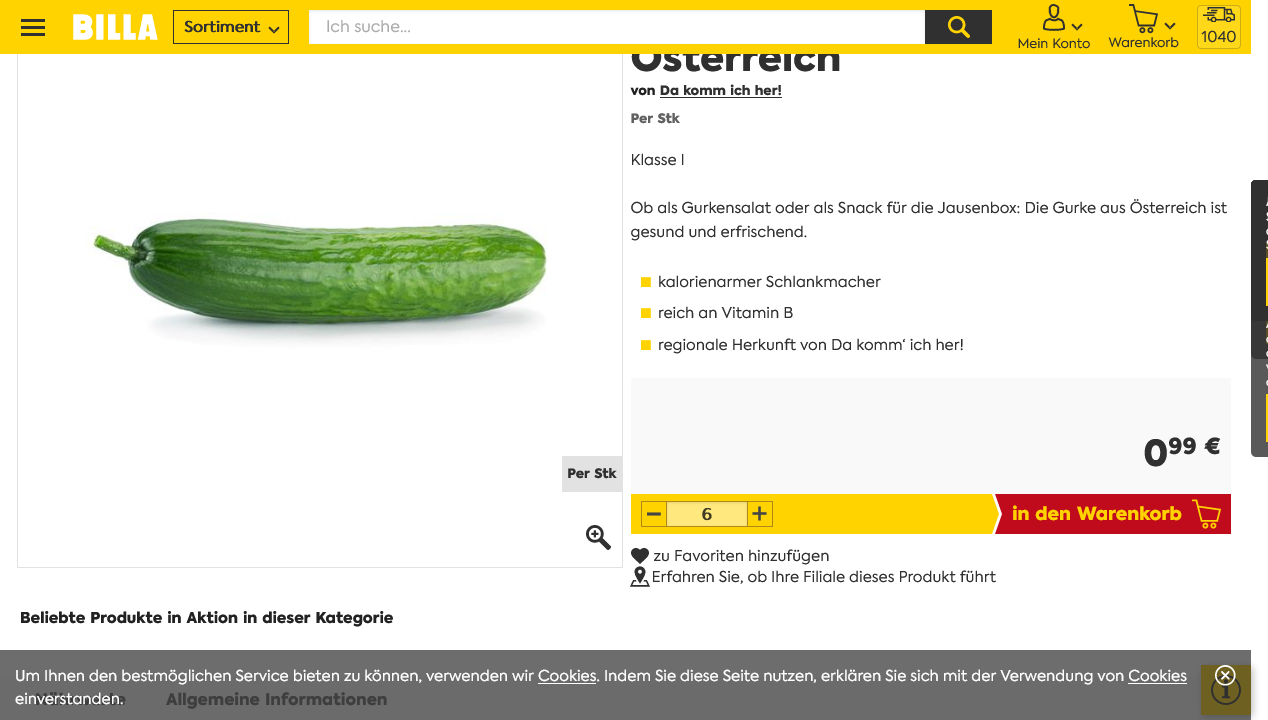 BILLA
Sortiment
Ich suche...
Mein Konto
Warenkorb
1040
Österreich
von Da komm ich her!
Per Stk
Klasse I
Ob als Gurkensalat oder als Snack für die Jausenbox: Die Gurke aus Österreich ist
gesund und erfrischend.
kalorienarmer Schlankmacher
reich an Vitamin B
regionale Herkunft von Da komm‘ ich her!
Per Stk
0 99 €
6
in den Warenkorb
zu Favoriten hinzufügen
Erfahren Sie, ob Ihre Filiale dieses Produkt führt
Beliebte Produkte in Aktion in dieser Kategorie
Um Ihnen den bestmöglichen Service bieten zu können, verwenden wir Cookies. Indem Sie diese Seite nutzen, erklären Sie sich mit der Verwendung von Cookies
einverstanden.
Allgemeine Informationen